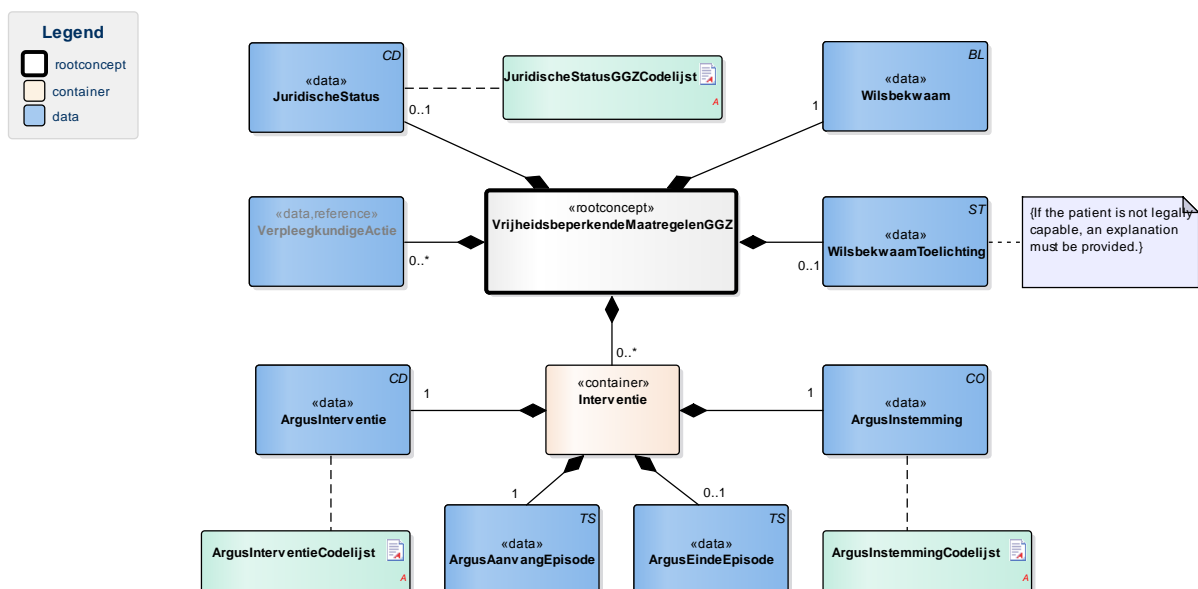 Legend
rootconcept
container
data
CD
«data»
JuridischeStatus
0..1
JuridischeStatusGGZCodelijst
A
BL
«data»
Wilsbekwaam
1
«data,reference»
VerpleegkundigeActie
0..*
«rootconcept»
VrijheidsbeperkendeMaatregelenGGZ
ST
«data»
WilsbekwaamToelichting
0..1
{If the patient is not legally
capable, an explanation
must be provided.}
0..*
CD
«data»
ArgusInterventie
1
«container»
Interventie
CO
«data»
ArgusInstemming
1
1
0..1
ArgusInterventieCodelijst
A
TS
«data»
ArgusAanvangEpisode
TS
«data»
ArgusEindeEpisode
ArgusInstemmingCodelijst
A